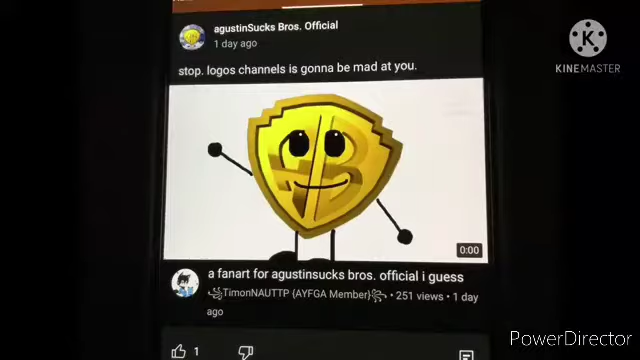 agustinSucks Bros. Official
1 day ago
KINEMASTER
stop. logos channels is gonna be mad at you.
0:00
a fanart for agustinsucks bros. official i guess
TimonNAUTTP {AYFGA Member} • 251 views • 1 day
ago
1
PowerDirector